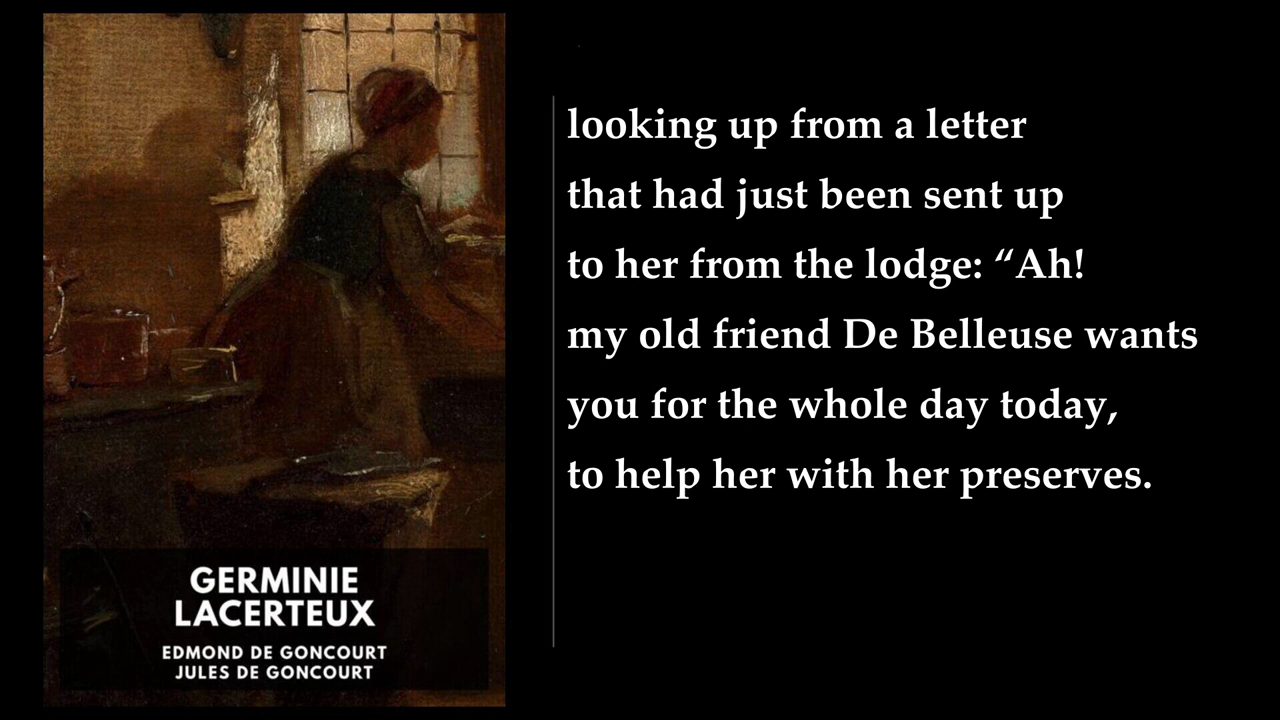 looking up from a letter
that had just been sent up
to her from the lodge: “Ah!
my old friend De Belleuse wants
you for the whole day today,
to help her with her preserves.
GERMINIE
LACERTEUX
EDMOND DE GONCOURT
JULES DE GONCOURT